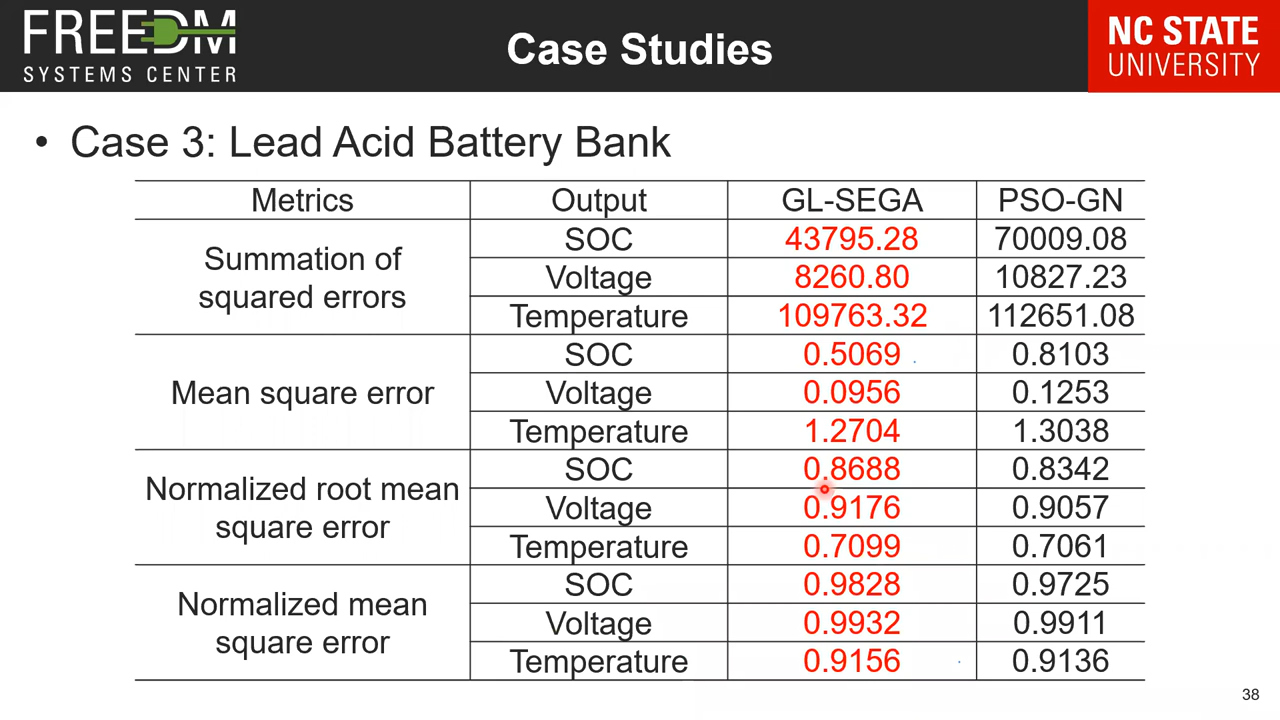 FREEDM
SYSTEMS CENTER
Case Studies
NC STATE
UNIVERSITY
• Case 3: Lead Acid Battery Bank
Metrics Output GL-SEGA PSO-GN
Summation of
squared errors
SOC 43795.28 70009.08
Voltage 8260.80 10827.23
Temperature 109763.32 112651.08
Mean square error
SOC 0.5069 0.8103
Voltage 0.0956 0.1253
Temperature 1.2704 1.3038
Normalized root mean
square error
SOC 0.8688 0.8342
Voltage 0.9176 0.9057
Temperature 0.7099 0.7061
Normalized mean
square error
SOC 0.9828 0.9725
Voltage 0.9932 0.9911
Temperature 0.9156 0.9136
38